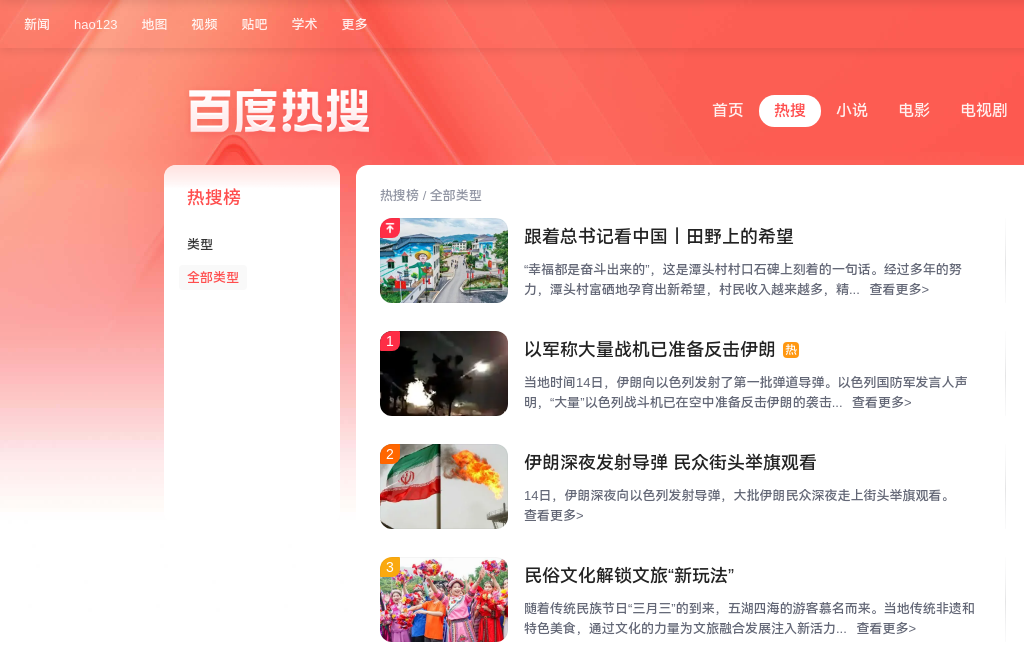 新闻 hao123 地图 视频 贴吧 学术 更多
百度热搜
首页 热搜 小说 电影 电视剧
热搜榜
类型
全部类型
热搜榜 / 全部类型
跟着总书记看中国丨田野上的希望
“幸福都是奋斗出来的”，这是潭头村村口石碑上刻着的一句话。经过多年的努
力，潭头村富硒地孕育出新希望，村民收入越来越多，精... 查看更多>
1
以军称大量战机已准备反击伊朗 热
当地时间14日，伊朗向以色列发射了第一批弹道导弹。以色列国防军发言人声
明，“大量”以色列战斗机已在空中准备反击伊朗的袭击... 查看更多>
2
伊朗深夜发射导弹 民众街头举旗观看
14日，伊朗深夜向以色列发射导弹，大批伊朗民众深夜走上街头举旗观看。
查看更多>
3
民俗文化解锁文旅“新玩法”
随着传统民族节日“三月三”的到来，五湖四海的游客慕名而来。当地传统非遗和
特色美食，通过文化的力量为文旅融合发展注入新活力... 查看更多>